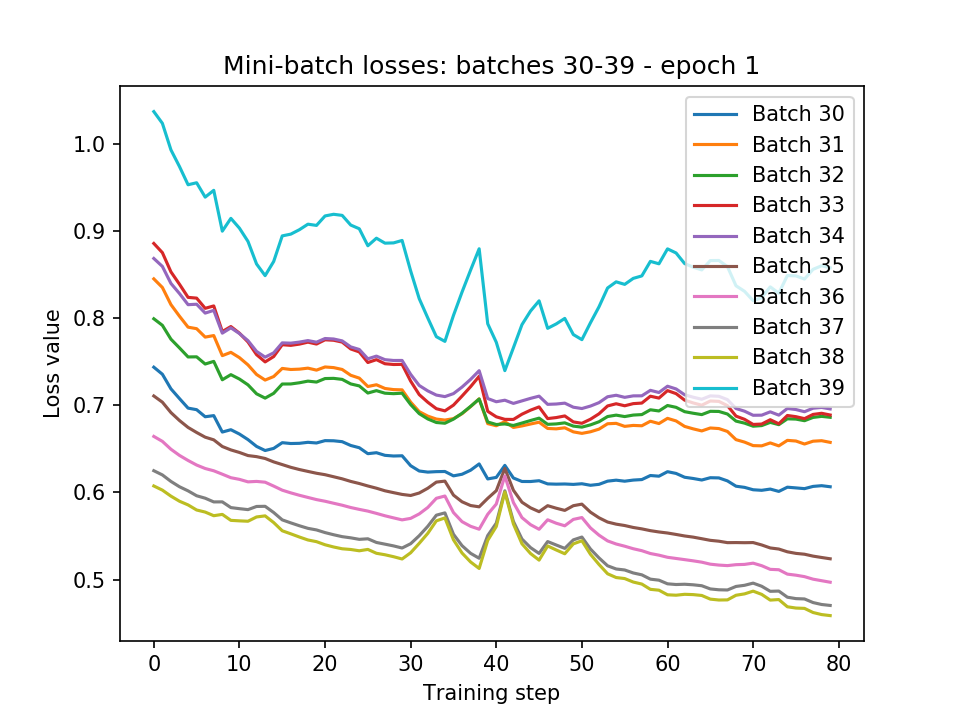 Mini-batch losses: batches 30-39 - epoch 1
Loss value
1.0
0.9
0.8
0.7
0.6
0.5
Batch 30
Batch 31
Batch 32
Batch 33
Batch 34
Batch 35
Batch 36
Batch 37
Batch 38
Batch 39
0 10 20 30 40 50 60 70 80
Training step